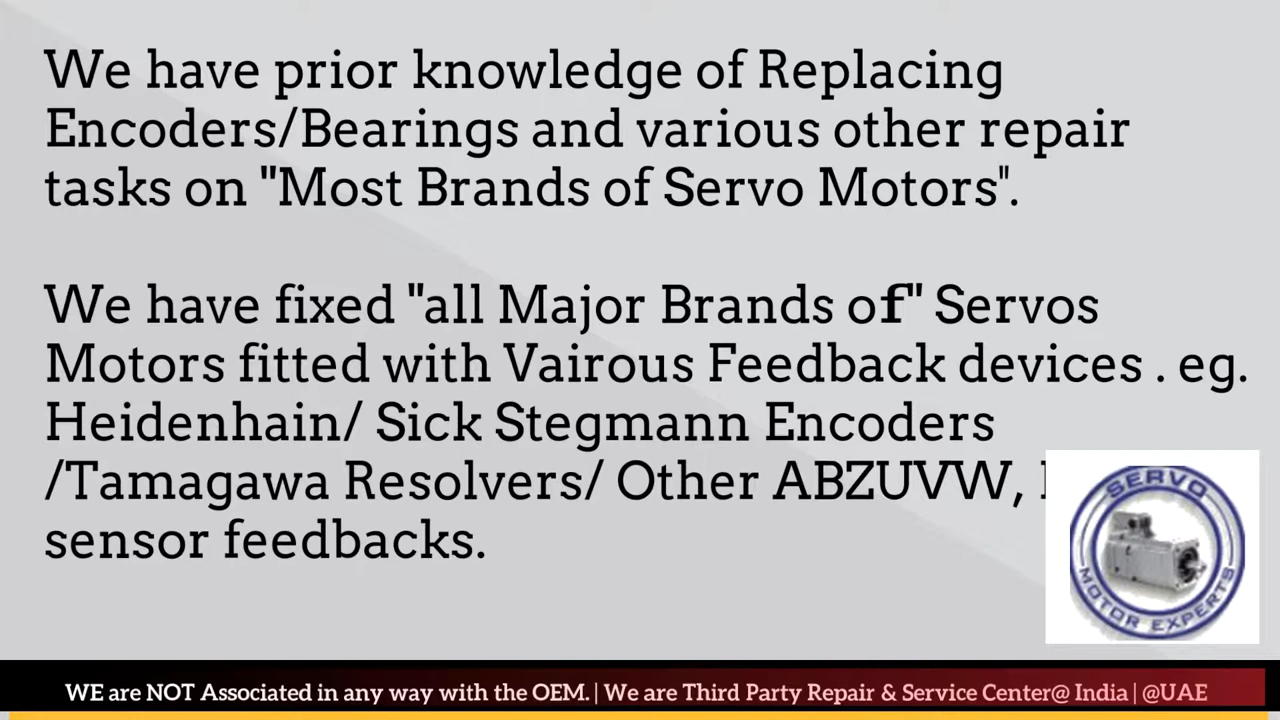 We have prior knowledge of Replacing
Encoders/Bearings and various other repair
tasks on "Most Brands of Servo Motors".
We have fixed "all Major Brands of" Servos
Motors fitted with Vairous Feedback devices . eg.
Heidenhain/ Sick Stegmann Encoders
/Tamagawa Resolvers/ Other ABZUVW,
sensor feedbacks.
SERVO
MOTOR EXPERTS
WE are NOT Associated in any way with the OEM. | We are Third Party Repair & Service Center@ India | @UAE